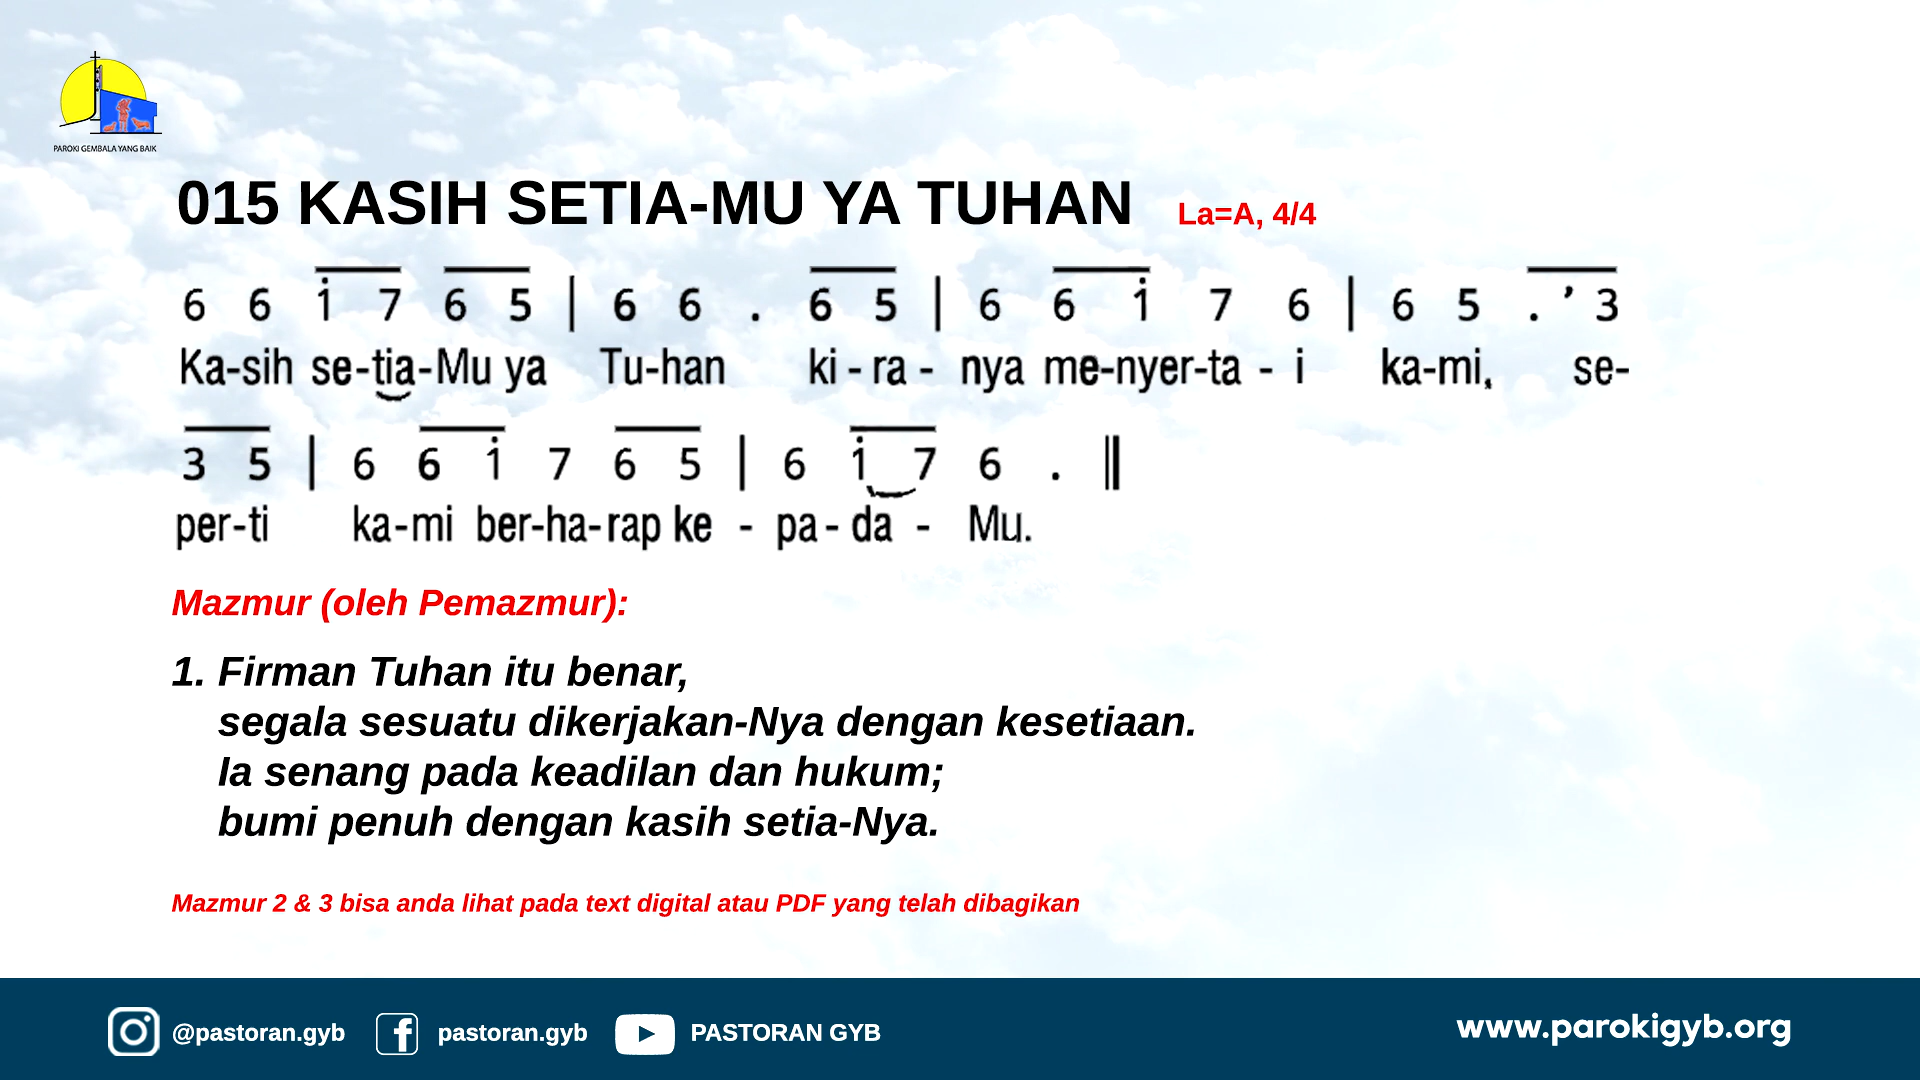 PAROKI GEMBALA YANG BAIK
015 KASIH SETIA-MU YA TUHAN La=A, 4/4
6 6 i 7 6 5 | 6 6 . 6 5 | 6 6 i 7 6 | 6 5 . ’ 3
Ka-sih se-tia-Mu ya Tu-han ki - ra - nya me-nyer-ta - i ka-mi, se-
3 5 | 6 6 i 7 6 5 | 6 i 7 6 . ||
per-ti ka-mi ber-ha-rap ke - pa - da - Mu.
Mazmur (oleh Pemazmur):
1. Firman Tuhan itu benar,
segala sesuatu dikerjakan-Nya dengan kesetiaan.
Ia senang pada keadilan dan hukum;
bumi penuh dengan kasih setia-Nya.
Mazmur 2 & 3 bisa anda lihat pada text digital atau PDF yang telah dibagikan
@pastoran.gyb pastoran.gyb PASTORAN GYB www.parokigyb.org